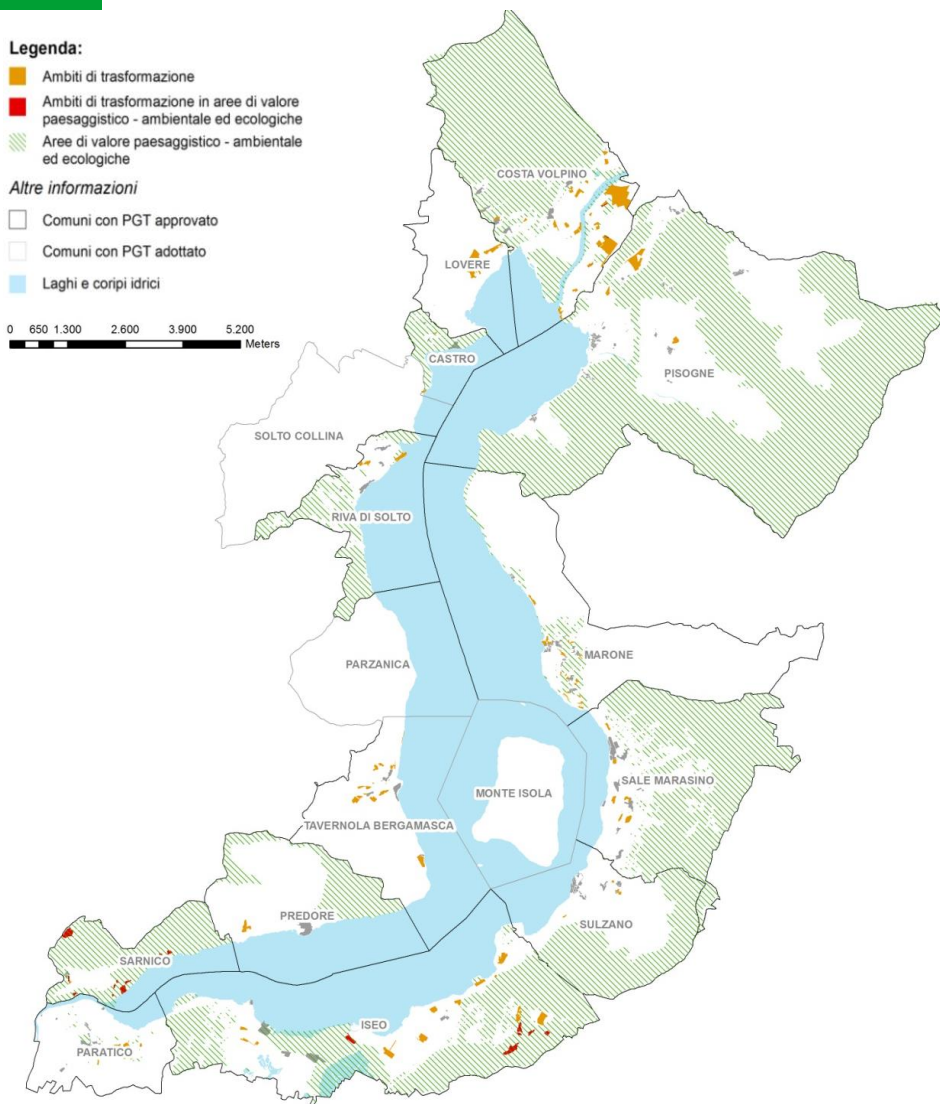 Legenda:
Ambiti di trasformazione
Ambiti di trasformazione in aree di valore
paesaggistico - ambientale ed ecologiche
Aree di valore paesaggistico - ambientale
ed ecologiche
Altre informazioni
Comuni con PGT approvato
Comuni con PGT adottato
Laghi e coripi idrici
0 650 1.300 2.600 3.900 5.200
Meters
COSTA VOLPINO
LOVERE
CASTRO
PISOGNE
SOLTO COLLINA
RIVA DI SOLTO
PARZANICA
MARONE
SALE MARASINO
MONTE ISOLA
TAVERNOLA BERGAMASCA
PREDORE
SULZANO
SARNICO
ISEO
PARATICO